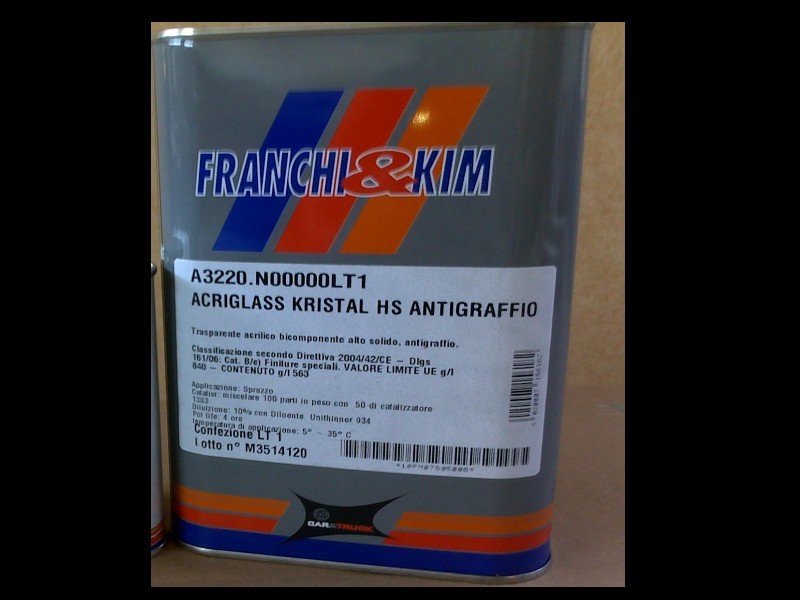 FRANCHI&KIM
A3220.N00000LT1
ACRIGLASS KRISTAL HS ANTIGRAFFIO
Trasparente acrilico bicomponente alto solido, antigraffio,
Classificazione secondo Direttiva 2004/42/CE – Dlgs
161/06: Cat. B/e) Finiture speciali. VALORE LIMITE UE g/l
840 – CONTENUTO g/l 563
Applicazione: Spruzzo
Catalisi: miscelare 100 parti in peso con 50 di catalizzatore
1303
Diluizione: 10% con Diluente Unithinner 934
Pot life: 4 ore
temperatura di applicazione: 5° – 35° C
Confezione LT 1
Lotto n° M3514120
CARATRUCK